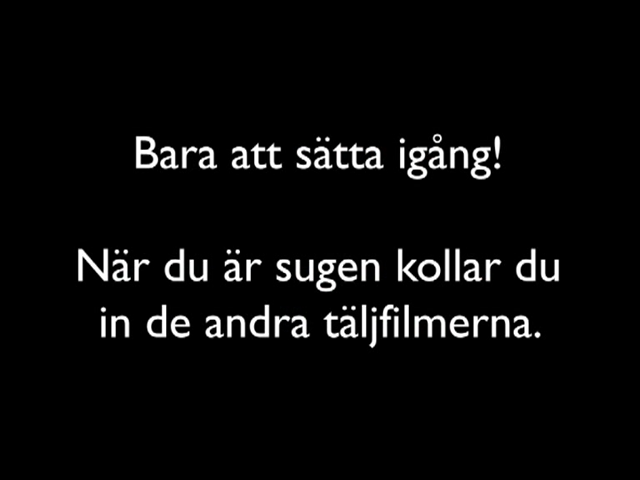 Bara att sätta igång!
När du är sugen kollar du
in de andra täljfilmerna.